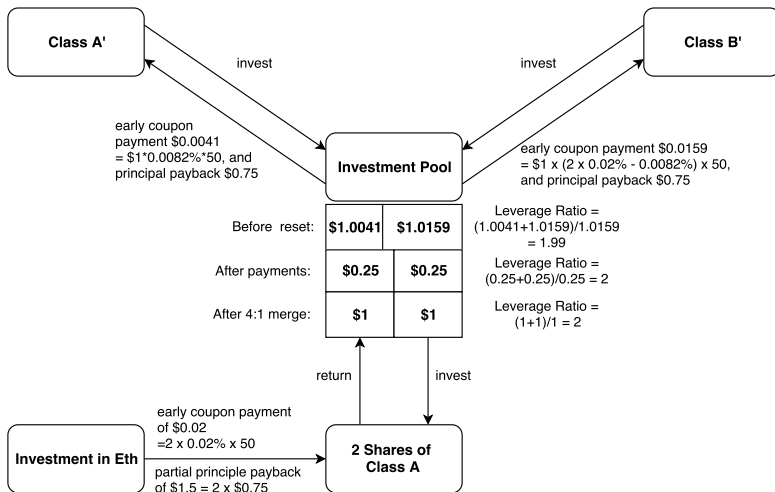 Class A'
Class B'
invest
invest
early coupon
payment $0.0041
= $1*0.0082%*50, and
principal payback $0.75
Investment Pool
early coupon payment $0.0159
= $1 x (2 x 0.02% - 0.0082%) x 50,
and principal payback $0.75
Before reset:
$1.0041
$1.0159
Leverage Ratio =
(1.0041+1.0159)/1.0159
= 1.99
After payments:
$0.25
$0.25
Leverage Ratio =
(0.25+0.25)/0.25 = 2
After 4:1 merge:
$1
$1
Leverage Ratio =
(1+1)/1 = 2
return
invest
Investment in Eth
early coupon payment
of $0.02
=2 x 0.02% x 50
partial principle payback
of $1.5 = 2 x $0.75
2 Shares of
Class A